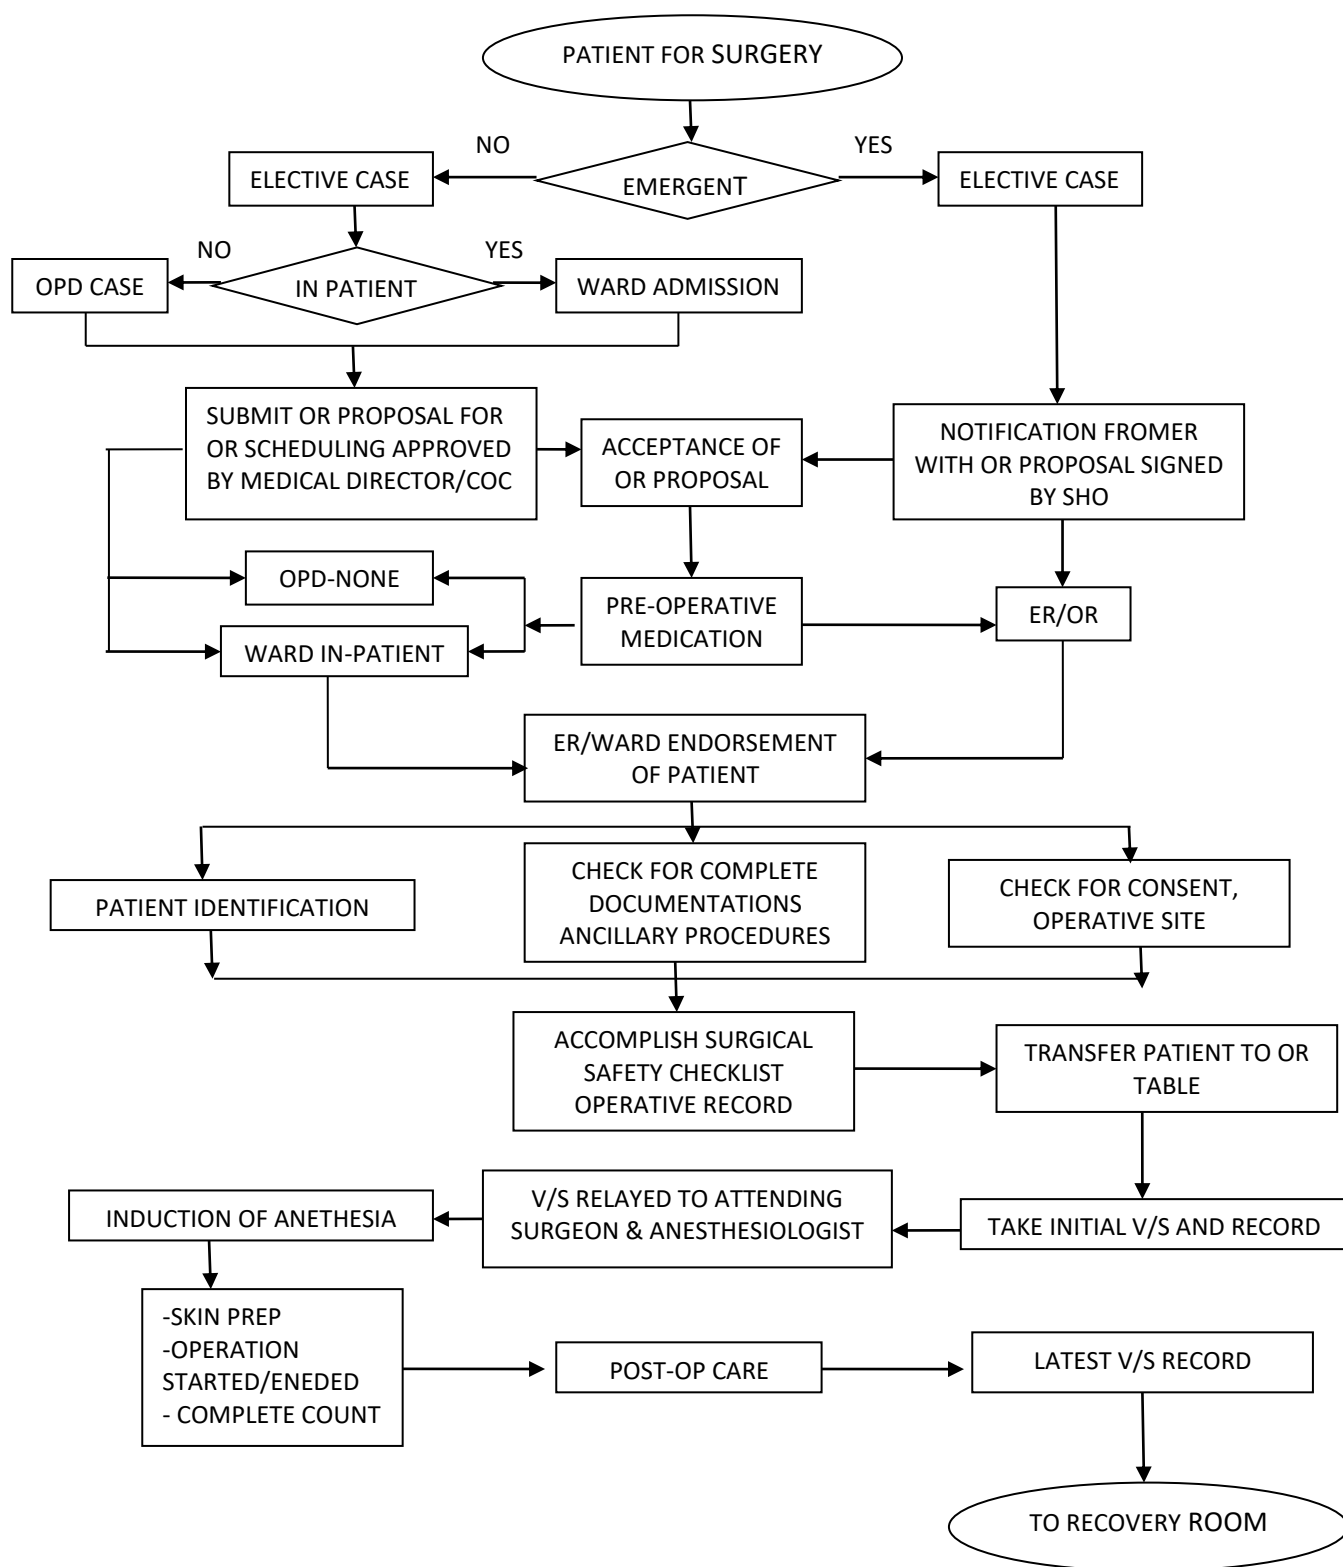 PATIENT FOR SURGERY
NO
YES
ELECTIVE CASE
EMERGENT
ELECTIVE CASE
NO
YES
OPD CASE
IN PATIENT
WARD ADMISSION
SUBMIT OR PROPOSAL FOR
OR SCHEDULING APPROVED
BY MEDICAL DIRECTOR/COC
ACCEPTANCE OF
OR PROPOSAL
NOTIFICATION FROMER
WITH OR PROPOSAL SIGNED
BY SHO
OPD-NONE
WARD IN-PATIENT
PRE-OPERATIVE
MEDICATION
ER/OR
ER/WARD ENDORSEMENT
OF PATIENT
PATIENT IDENTIFICATION
CHECK FOR COMPLETE
DOCUMENTATIONS
ANCILLARY PROCEDURES
CHECK FOR CONSENT,
OPERATIVE SITE
ACCOMPLISH SURGICAL
SAFETY CHECKLIST
OPERATIVE RECORD
TRANSFER PATIENT TO OR
TABLE
INDUCTION OF ANETHESIA
V/S RELAYED TO ATTENDING
SURGEON & ANESTHESIOLOGIST
TAKE INITIAL V/S AND RECORD
-SKIN PREP
-OPERATION
STARTED/ENEDED
- COMPLETE COUNT
POST-OP CARE
LATEST V/S RECORD
TO RECOVERY ROOM